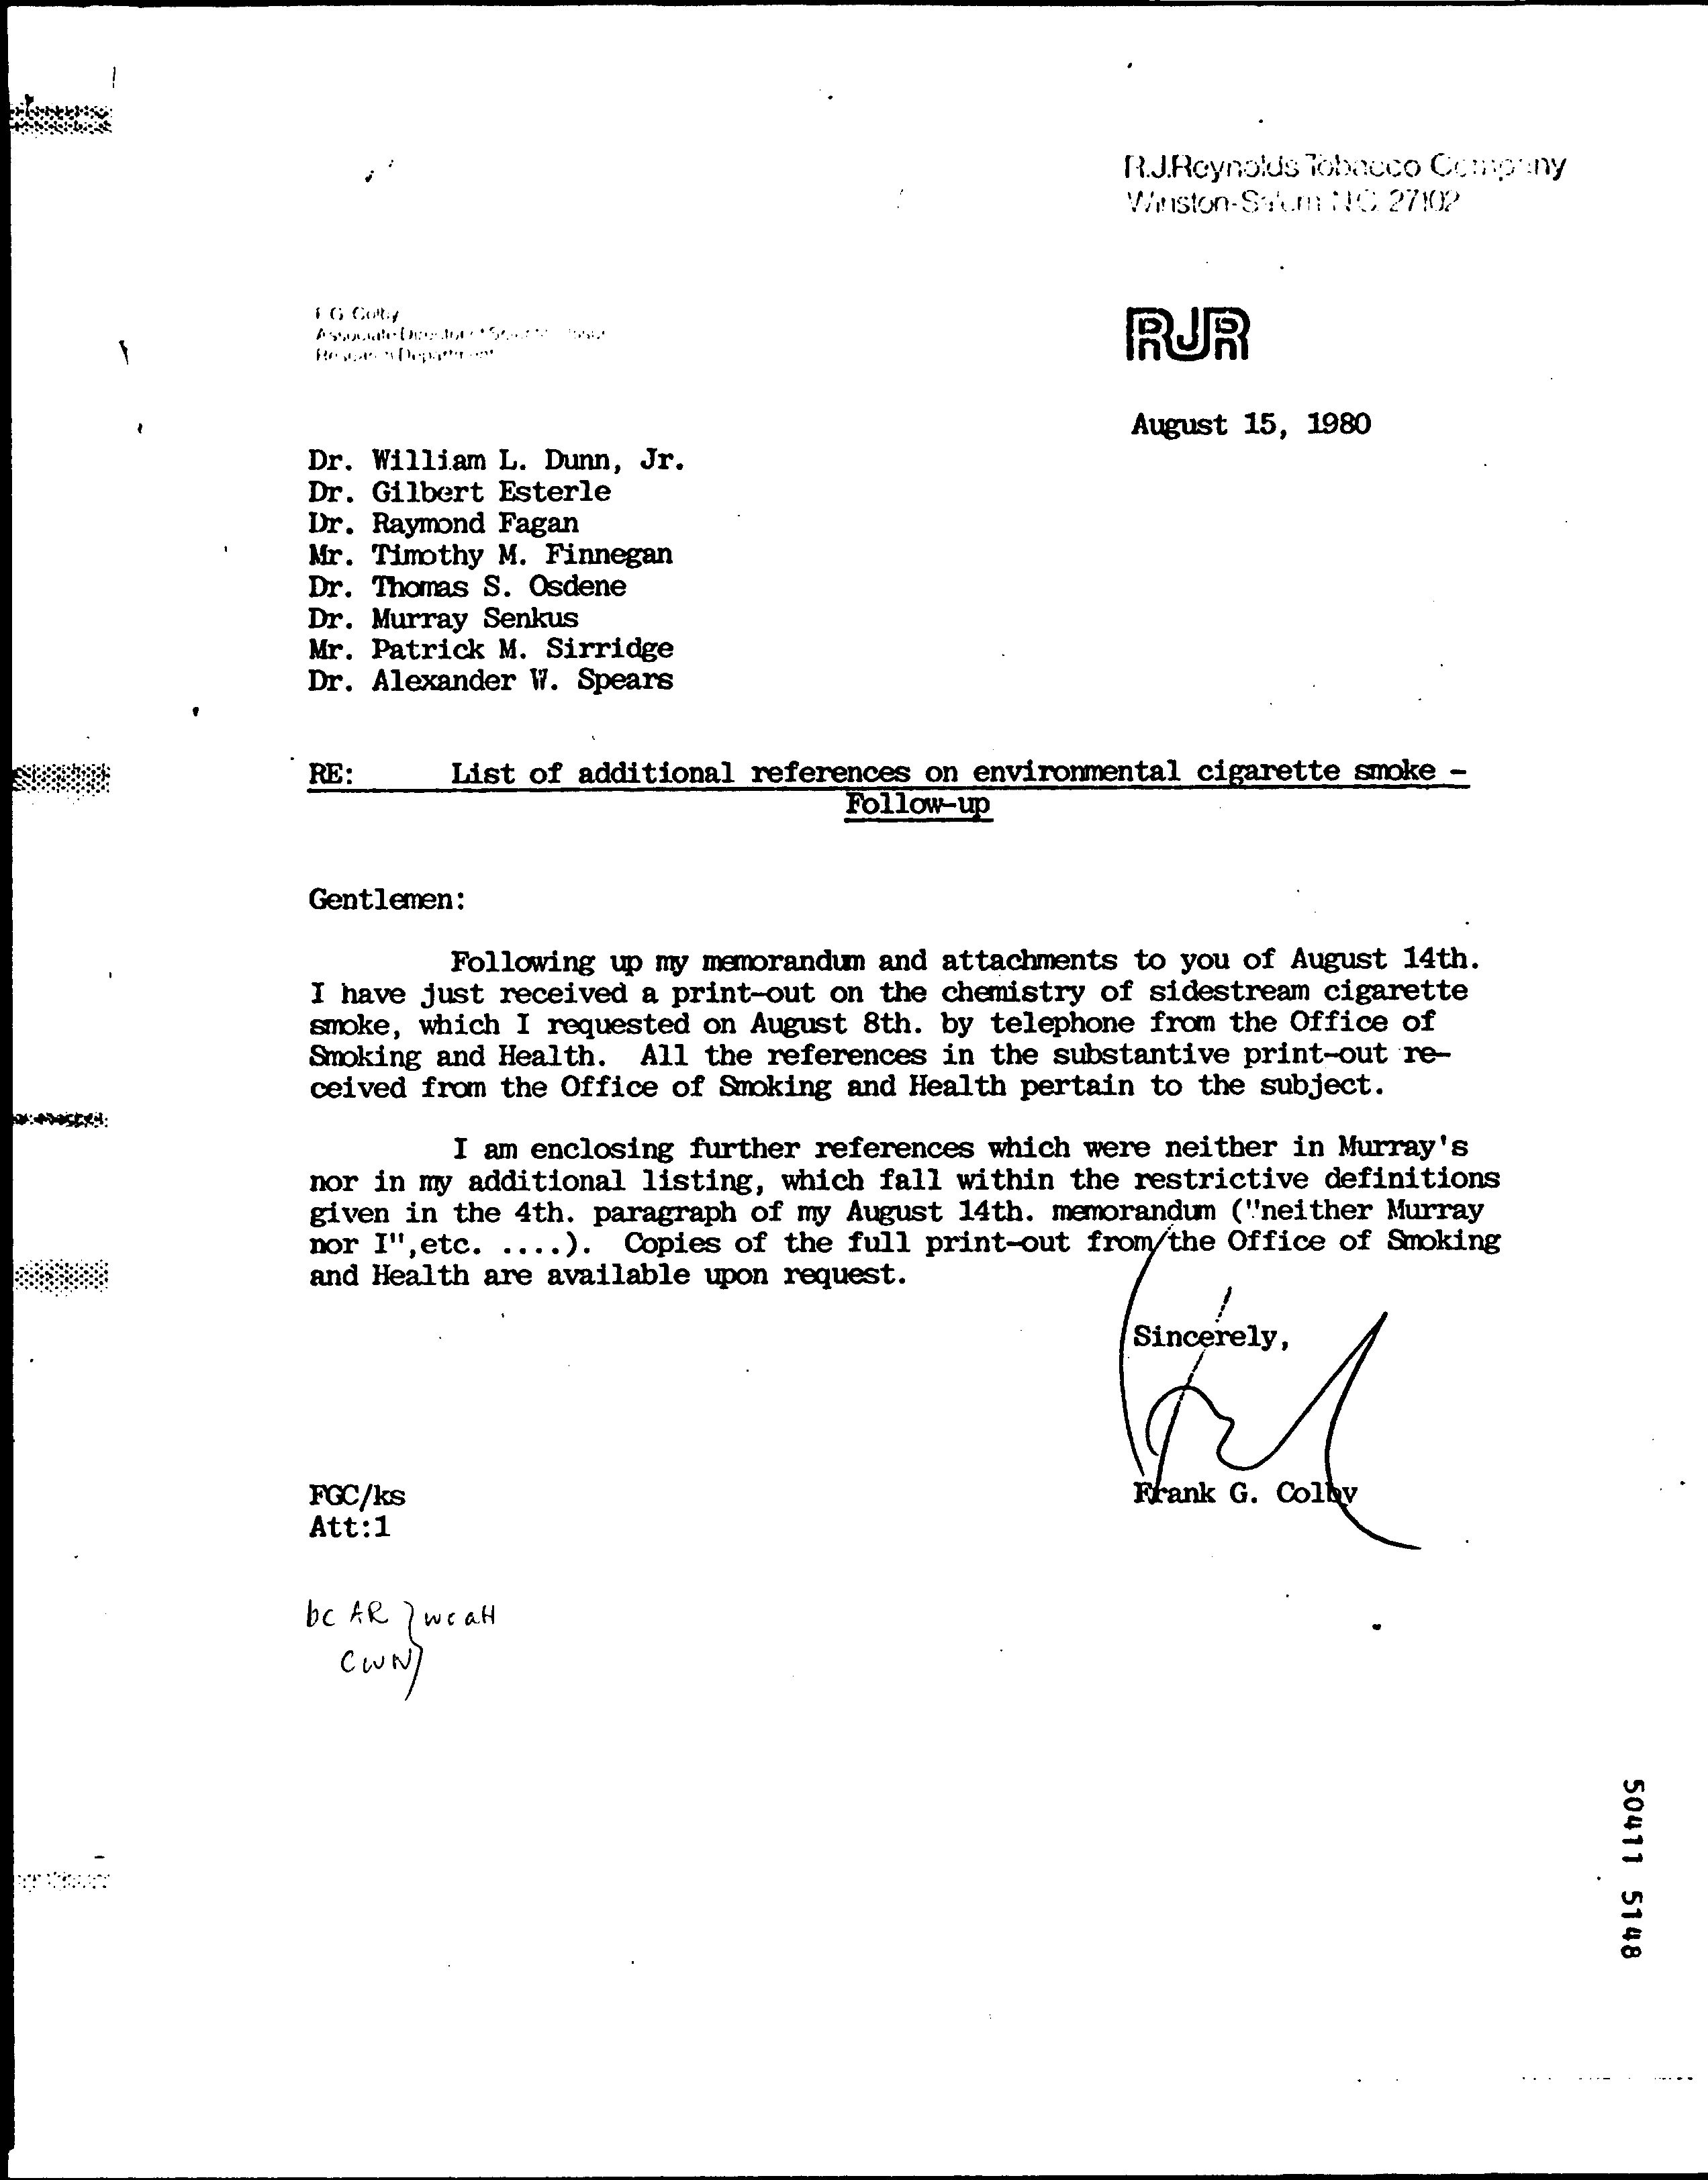 R.J.Reynolds Tobacco Company
Winston-Salem NC 27102
F G Colby
Research Department
RJR
August 15, 1980
Dr. William L. Dunn, Jr.
Dr. Gilbert Esterle
Dr. Raymond Fagan
Mr. Timothy M. Finnegan
Dr. Thomas S. Osdene
Dr. Murray Senkus
Mr. Patrick M. Sirridge
Dr. Alexander W. Spears
RE: List of additional references on environmental cigarette smoke -
Follow-up
Gentlemen:
Following up my memorandum and attachments to you of August 14th.
I have just received a print-out on the chemistry of sidestream cigarette
smoke, which I requested on August 8th. by telephone from the Office of
Smoking and Health. All the references in the substantive print-out re-
ceived from the Office of Smoking and Health pertain to the subject.
I am enclosing further references which were neither in Murray's
nor in my additional listing, which fall within the restrictive definitions
given in the 4th. paragraph of my August 14th. memorandum ("neither Murray
nor I",etc. ....). Copies of the full print-out from the Office of Smoking
and Health are available upon request.
Sincerely,
Frank G. Colby
FGC/ks
Att:1
bc AR
CWN
50411 5148